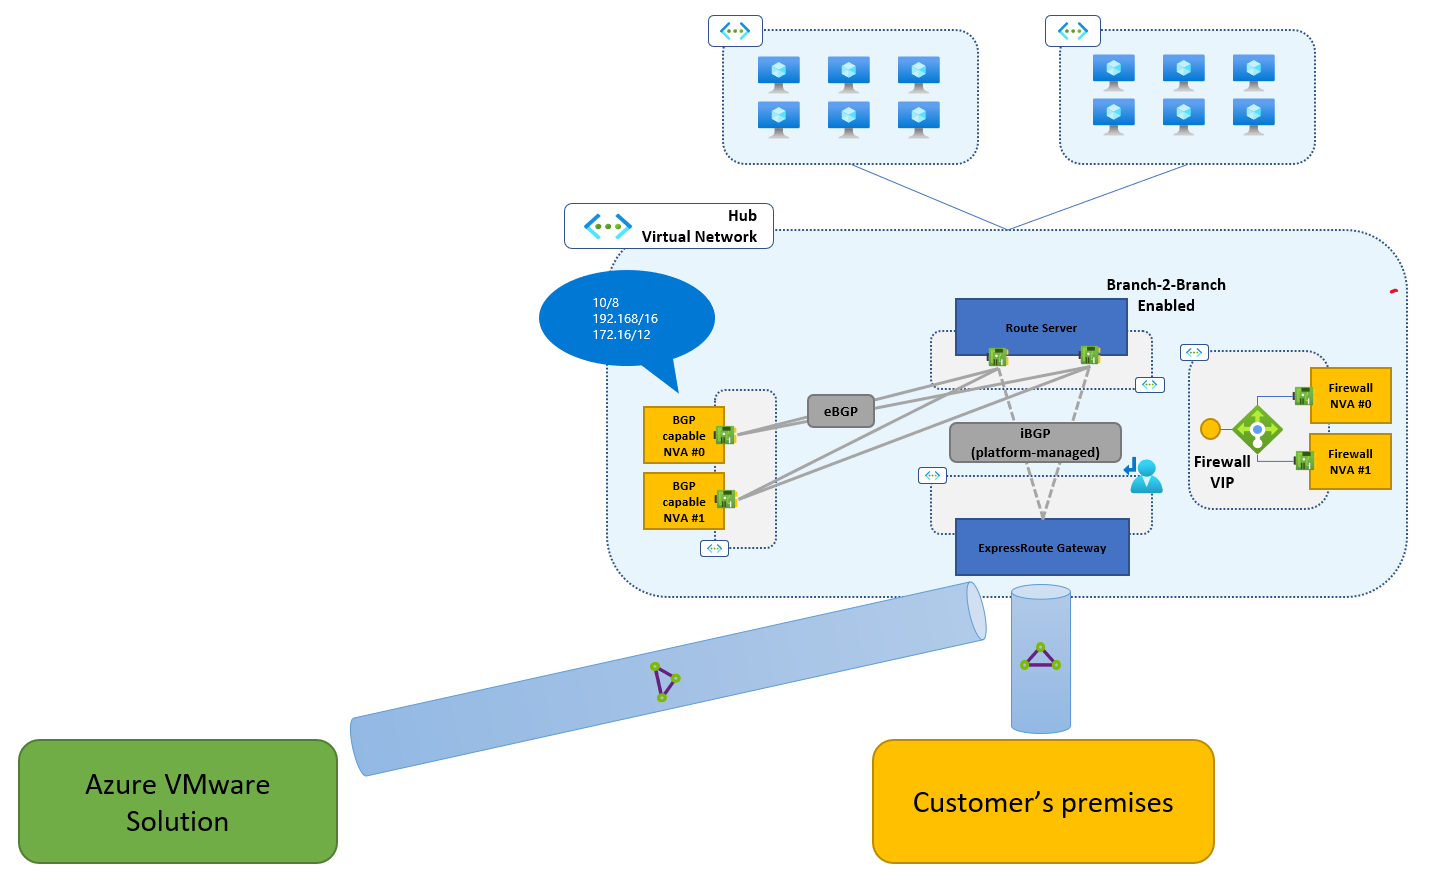 Hub
Virtual Network
10/8
192.168/16
172.16/12
Branch-2-Branch
Enabled
Route Server
BGP
capable
NVA #0
eBGP
BGP
capable
NVA #1
iBGP
(platform-managed)
ExpressRoute Gateway
Firewall
VIP
Firewall
NVA #0
Firewall
NVA #1
Azure VMware
Solution
Customer’s premises